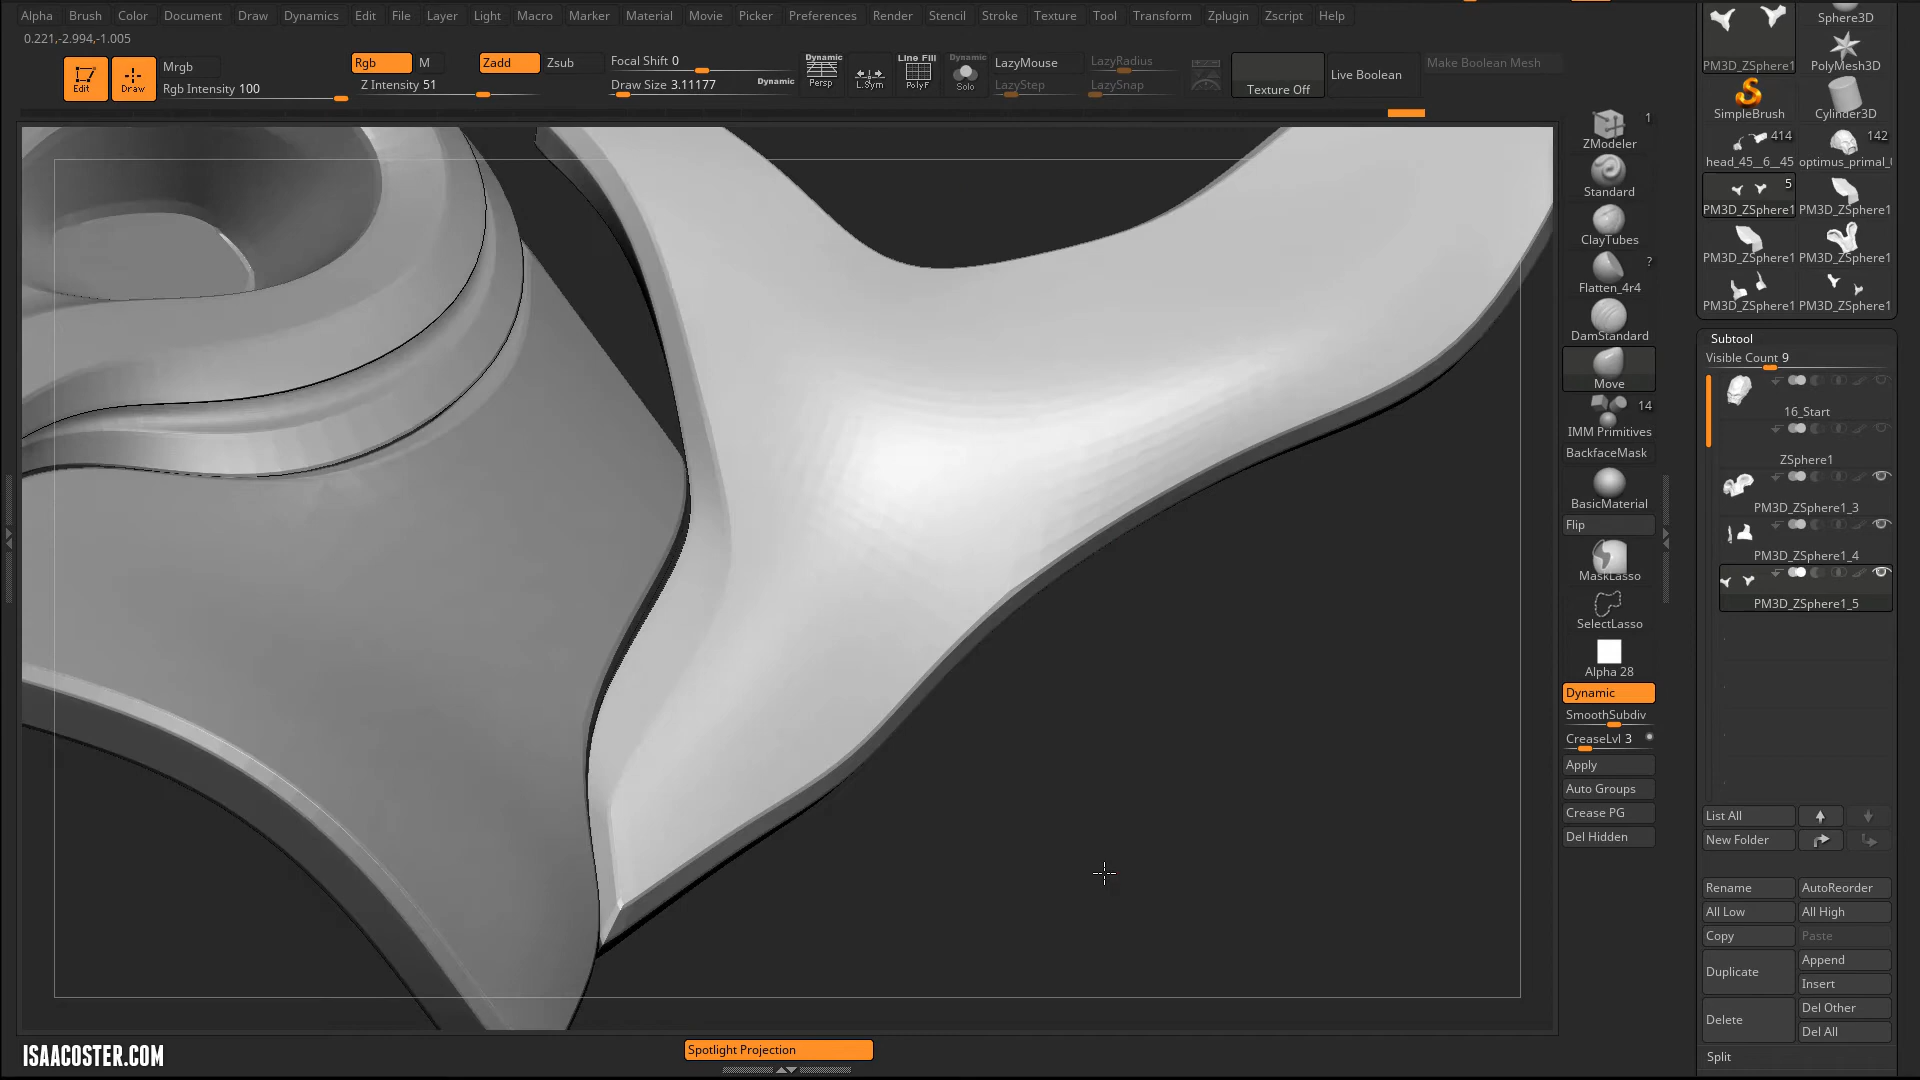 Alpha Brush Color Document Draw Dynamics Edit File Layer Light Macro Marker Material Movie Picker Preferences Render Stencil Stroke Texture Tool Transform Zplugin Zscript Help
0.221,-2.994,-1.005
Edit Draw
Mrgb
Rgb Intensity 100
Rgb M
Z Intensity 51
Zadd Zsub
Focal Shift 0
Draw Size 3.11177
Dynamic
Dynamic
Persp
L.Sym
Line Fill
PolyF
Dynamic
Solo
LazyMouse
LazyStep
LazyRadius
LazySnap
Texture Off
Live Boolean
Make Boolean Mesh
1
ZModeler
Standard
ClayTubes
?
Flatten_4r4
DamStandard
Move
14
IMM Primitives
BackfaceMask
BasicMaterial
Flip
MaskLasso
SelectLasso
Alpha 28
Dynamic
SmoothSubdiv
CreaseLvl 3
Apply
Auto Groups
Crease PG
Del Hidden
Sphere3D
PM3D_ZSphere1 PolyMesh3D
SimpleBrush Cylinder3D
414 142
head_45__6__45 optimus_primal_
5
PM3D_ZSphere1 PM3D_ZSphere1
PM3D_ZSphere1 PM3D_ZSphere1
PM3D_ZSphere1 PM3D_ZSphere1
Subtool
Visible Count 9
16_Start
ZSphere1
PM3D_ZSphere1_3
PM3D_ZSphere1_4
PM3D_ZSphere1_5
List All
New Folder
Rename AutoReorder
All Low All High
Copy Paste
Duplicate
Append
Insert
Delete
Del Other
Del All
Split
ISAACOSTER.COM
Spotlight Projection